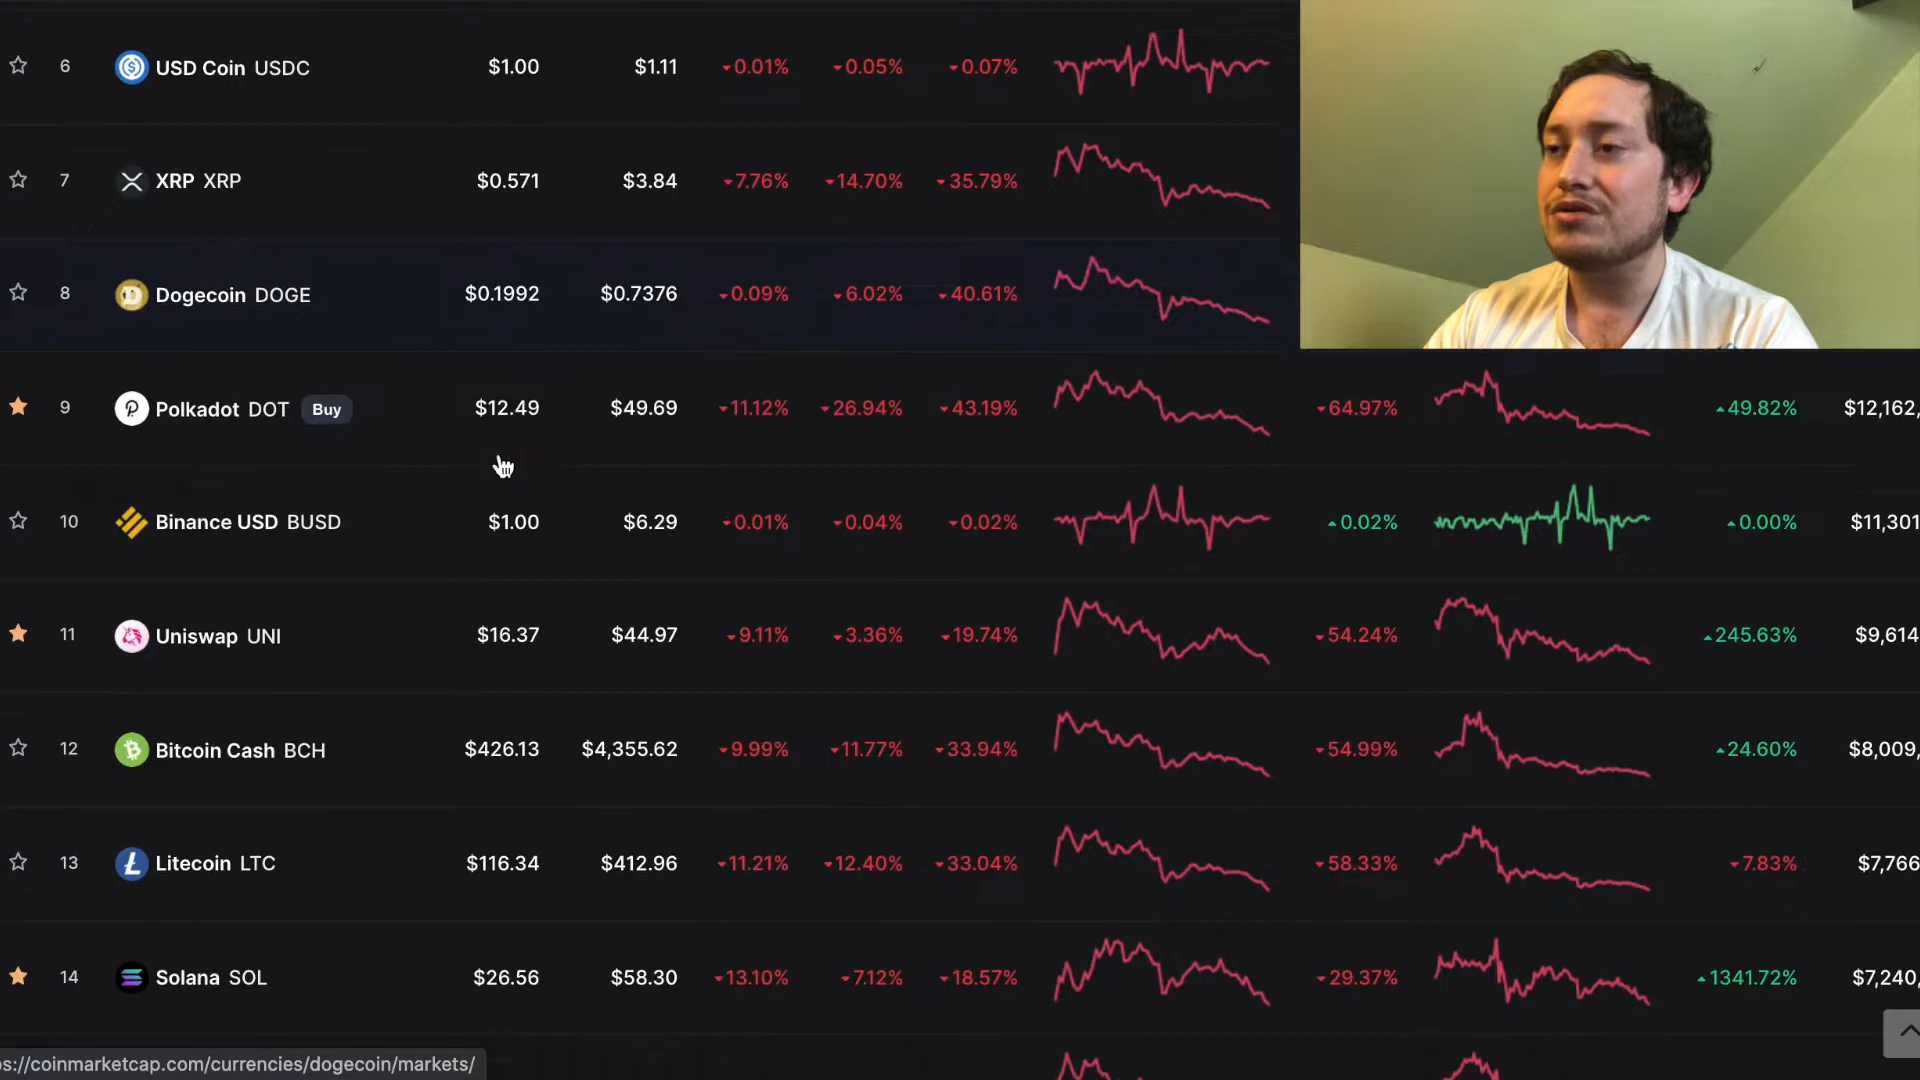 6 USD Coin USDC $1.00 $1.11 0.01% 0.05% 0.07%
7 XRP XRP $0.571 $3.84 7.76% 14.70% 35.79%
8 Dogecoin DOGE $0.1992 $0.7376 0.09% 6.02% 40.61%
9 Polkadot DOT Buy $12.49 $49.69 11.12% 26.94% 43.19% 64.97% 49.82% $12,162,
10 Binance USD BUSD $1.00 $6.29 0.01% 0.04% 0.02% 0.02% 0.00% $11,301
11 Uniswap UNI $16.37 $44.97 9.11% 3.36% 19.74% 54.24% 245.63% $9,614
12 Bitcoin Cash BCH $426.13 $4,355.62 9.99% 11.77% 33.94% 54.99% 24.60% $8,009,
13 Litecoin LTC $116.34 $412.96 11.21% 12.40% 33.04% 58.33% 7.83% $7,766
14 Solana SOL $26.56 $58.30 13.10% 7.12% 18.57% 29.37% 1341.72% $7,240,
ps://coinmarketcap.com/currencies/dogecoin/markets/